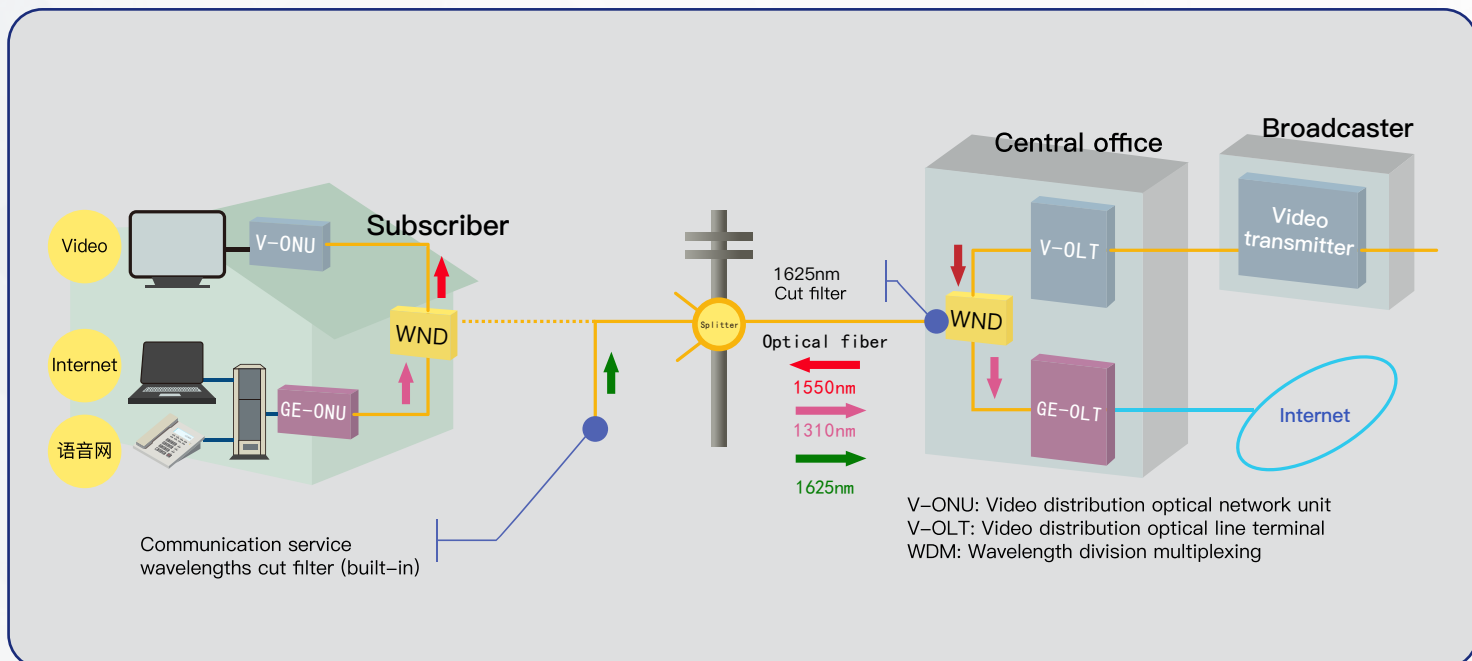 Broadcaster
Central office
Subscriber
Video
V-ONU
Video
transmitter
V-OLT
1625nm
Cut filter
WND
Splitter
WND
Optical fiber
Internet
1550nm
GE-ONU
1310nm
GE-OLT
Internet
语音网
1625nm
V-ONU: Video distribution optical network unit
V-OLT: Video distribution optical line terminal
WDM: Wavelength division multiplexing
Communication service
wavelengths cut filter (built-in)